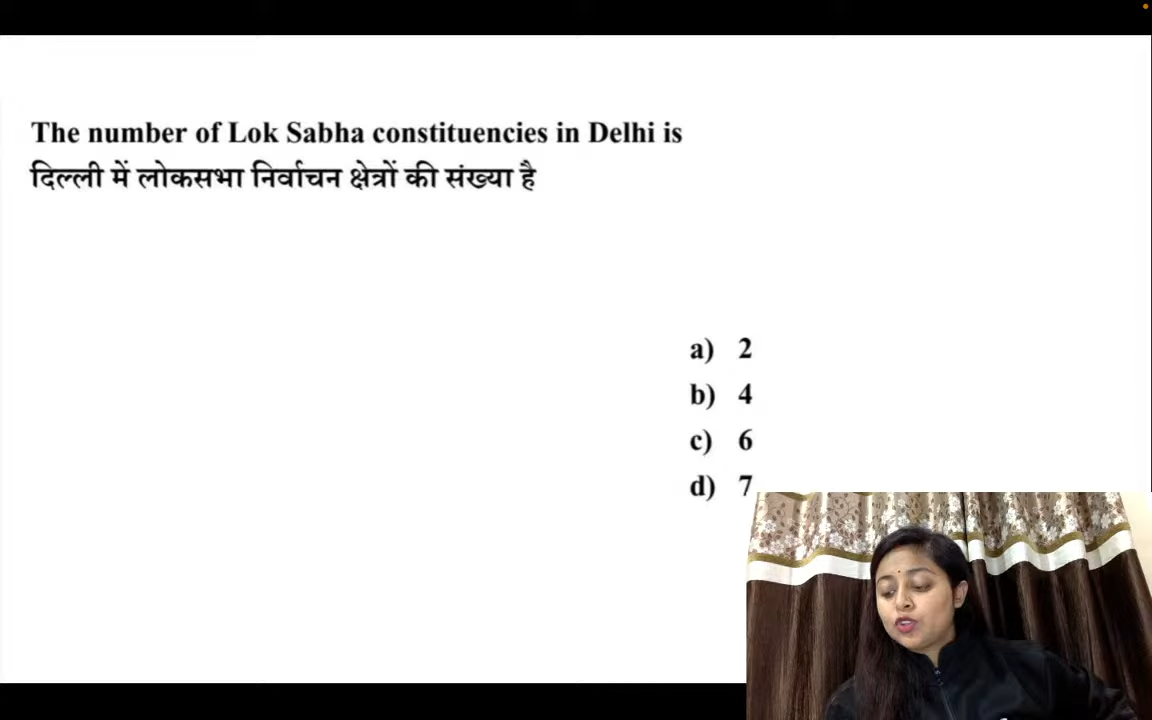 The number of Lok Sabha constituencies in Delhi is
दिल्ली में लोकसभा निर्वाचन क्षेत्रों की संख्या है
a) 2
b) 4
c) 6
d) 7